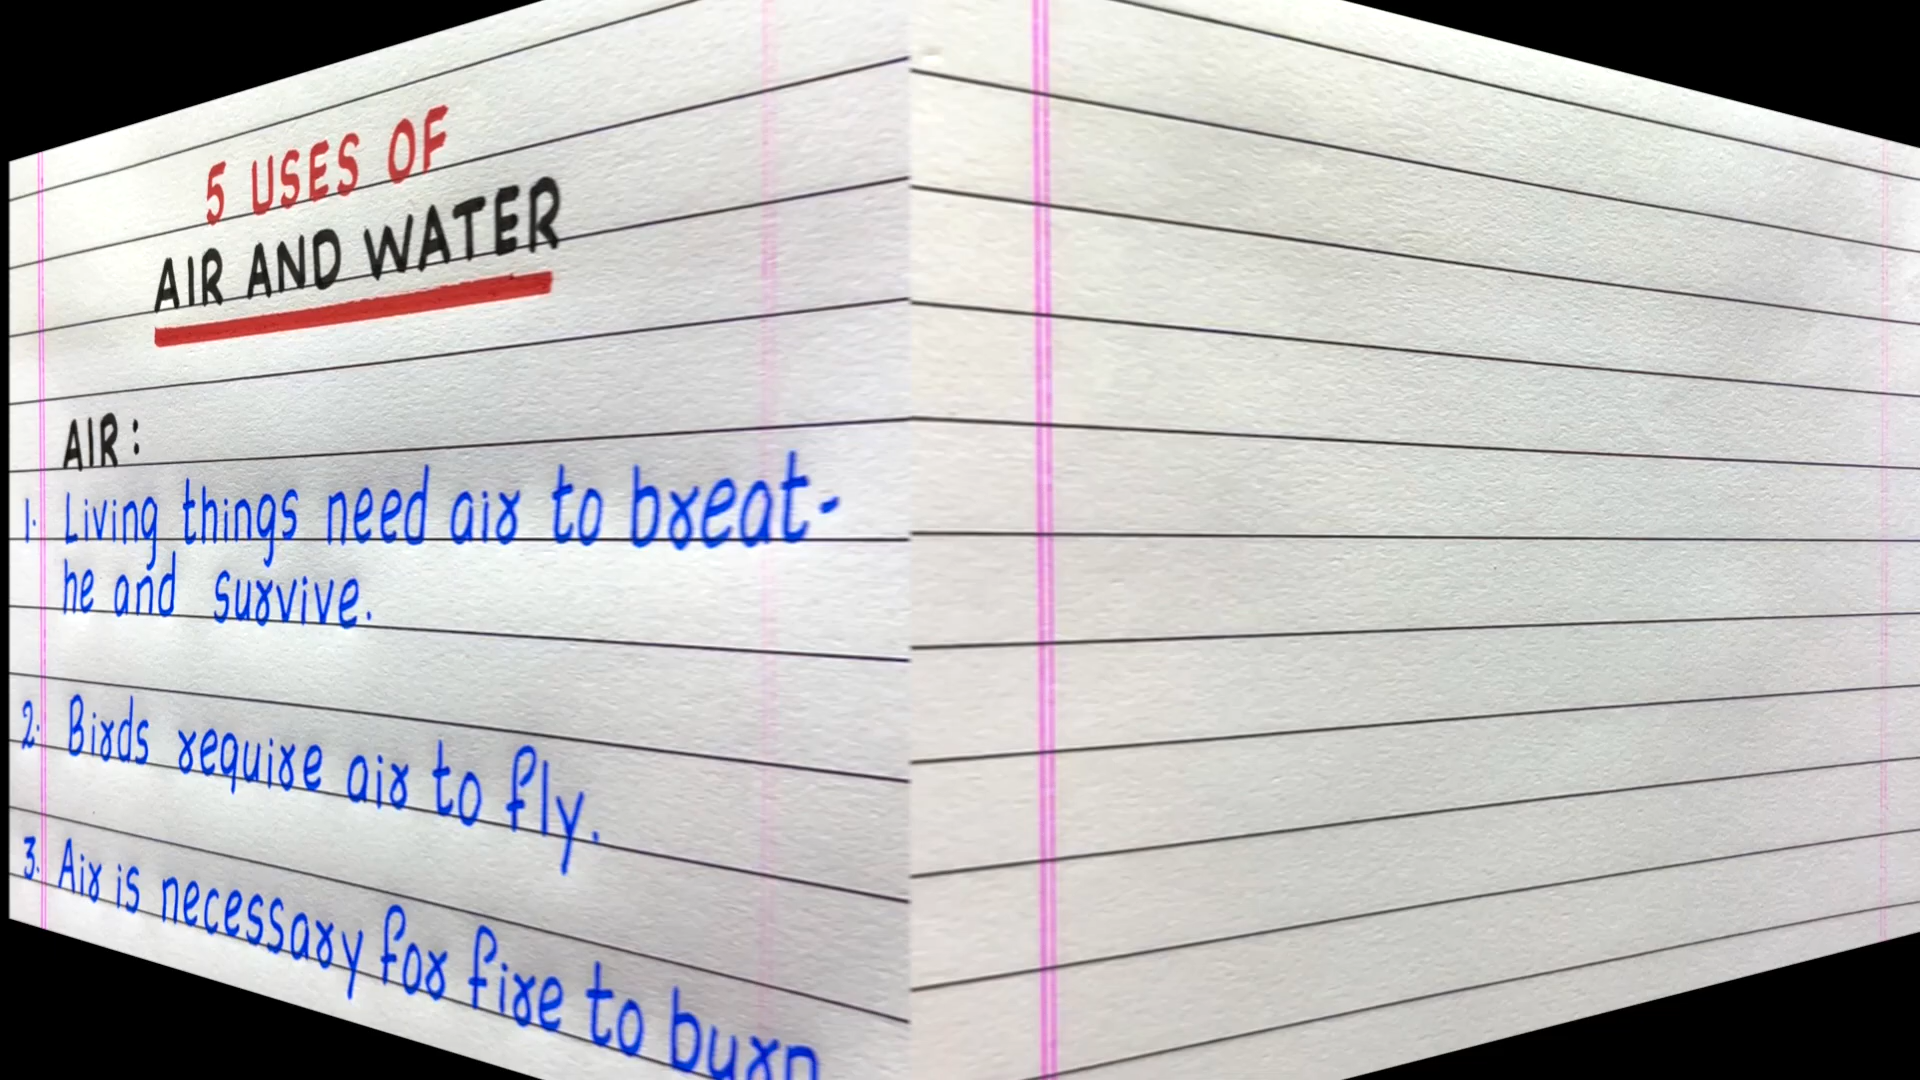 5 USES OF
AIR AND WATER
AIR :
1. Living things need air to breat-
he and survive.
2. Birds require air to fly.
3. Air is necessary for fire to burn